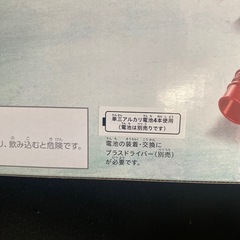 り、飲み込むと危険です。
単三アルカリ電池4本使用
(電池は別売りです)
電池の装着・交換に
プラスドライバー(別売)
が必要です。